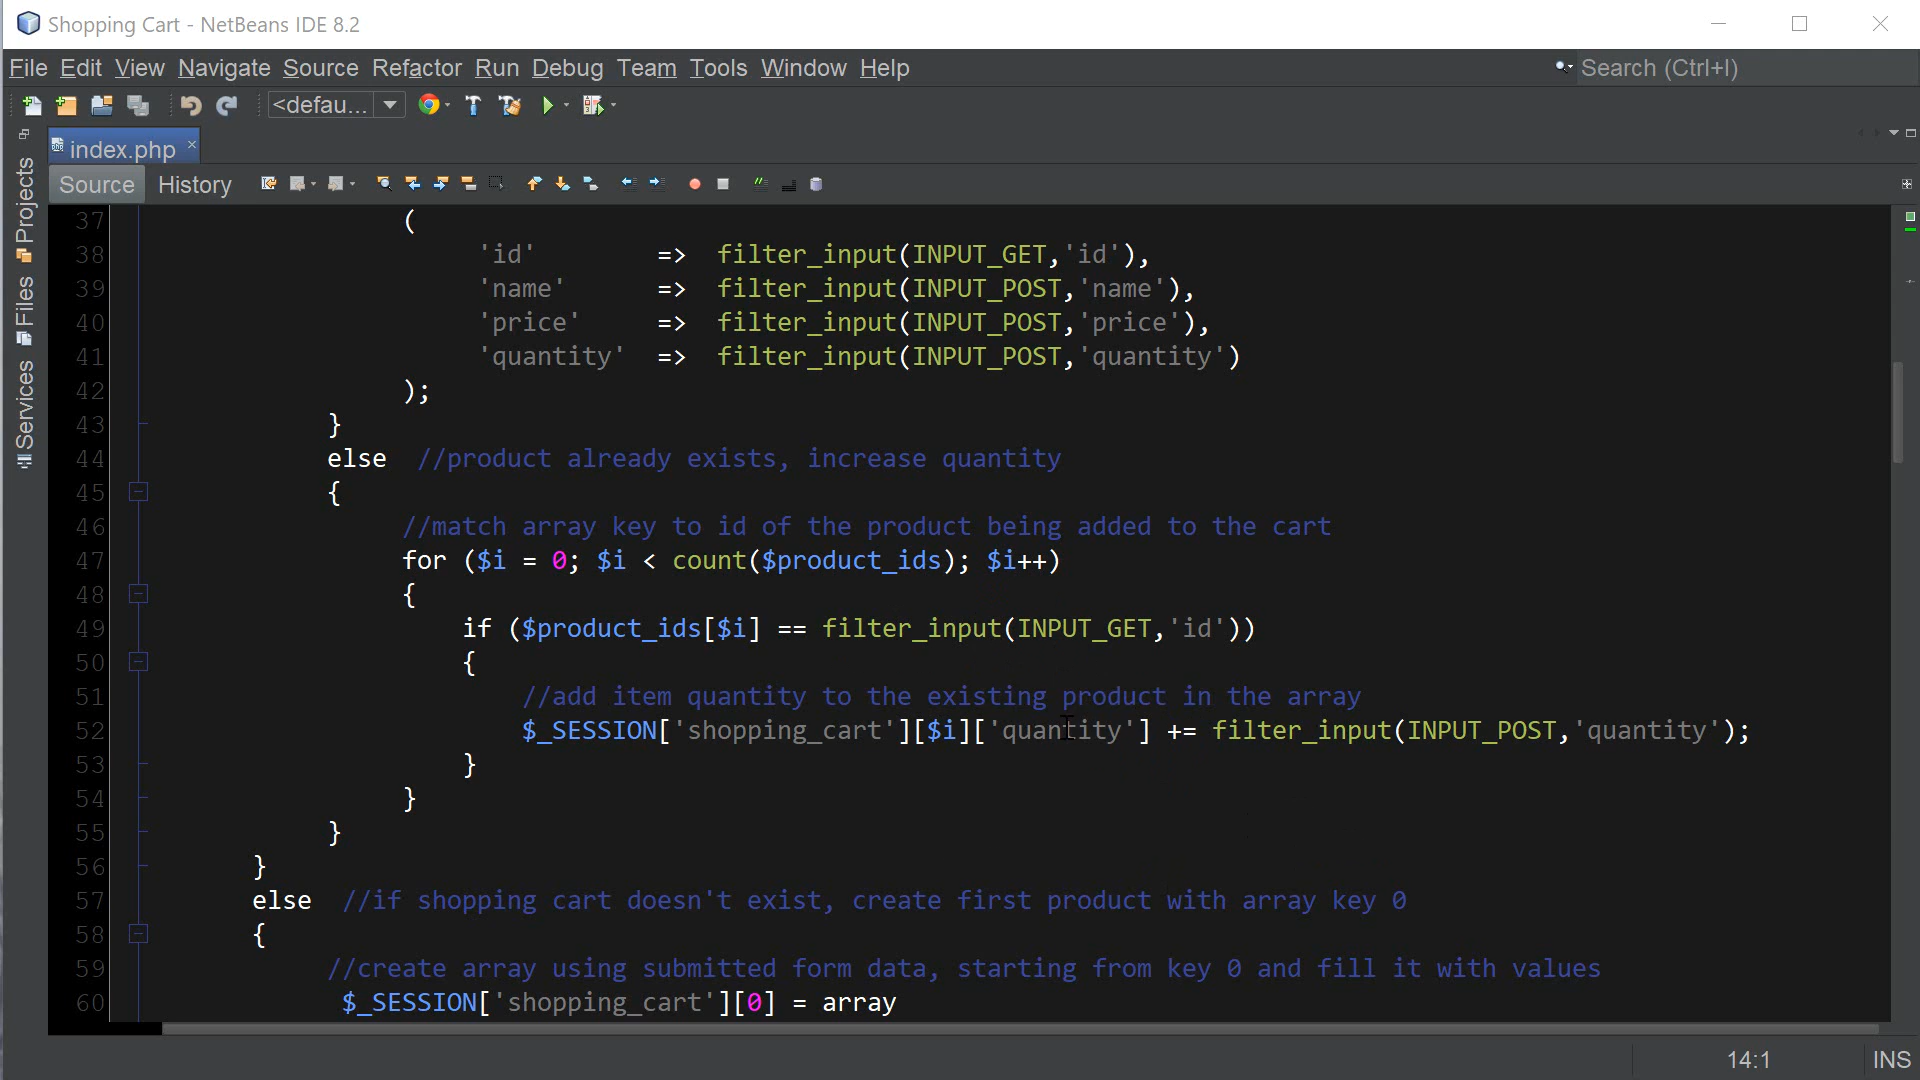 Shopping Cart - NetBeans IDE 8.2
File Edit View Navigate Source Refactor Run Debug Team Tools Window Help
Search (Ctrl+I)
<defau...
index.php
Source History
Projects
Files
Services
37 (
38 'id' => filter_input(INPUT_GET,'id'),
39 'name' => filter_input(INPUT_POST,'name'),
40 'price' => filter_input(INPUT_POST,'price'),
41 'quantity' => filter_input(INPUT_POST,'quantity')
42 );
43 }
44 else //product already exists, increase quantity
45 {
46 //match array key to id of the product being added to the cart
47 for ($i = 0; $i < count($product_ids); $i++)
48 {
49 if ($product_ids[$i] == filter_input(INPUT_GET,'id'))
50 {
51 //add item quantity to the existing product in the array
52 $_SESSION['shopping_cart'][$i]['quantity'] += filter_input(INPUT_POST,'quantity');
53 }
54 }
55 }
56 }
57 else //if shopping cart doesn't exist, create first product with array key 0
58 {
59 //create array using submitted form data, starting from key 0 and fill it with values
60 $_SESSION['shopping_cart'][0] = array
14:1 INS